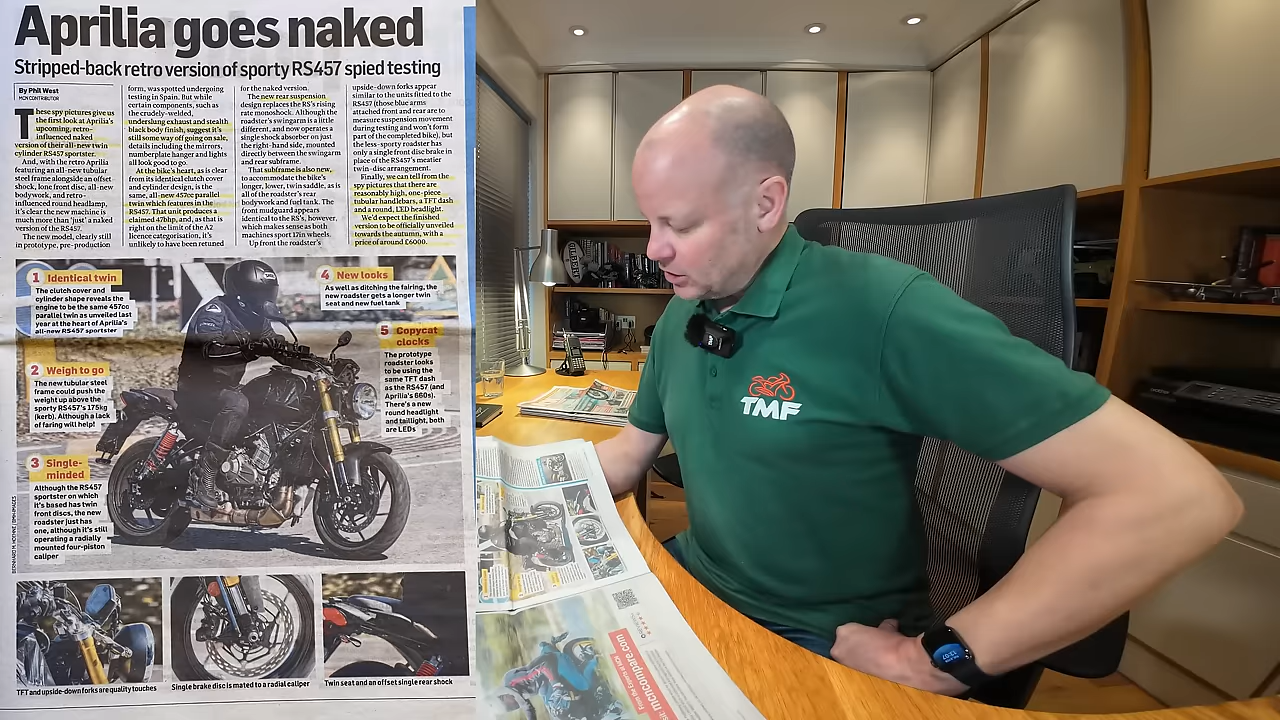 Aprilia goes naked
Stripped-back retro version of sporty RS457 spied testing
By Phil West
MCN CONTRIBUTOR
These spy pictures give us
the first look at Aprilia's
upcoming, retro-
influenced naked
version of their all-new twin
cylinder RS457 sportster.
And, with the retro Aprilia
featuring an all-new tubular
steel frame alongside an offset
shock, lone front disc, all-new
bodywork, and retro-
influenced round headlamp,
it's clear the new machine is
much more than 'just' a naked
version of the RS457.
The new model, clearly still
in prototype, pre-production
form, was spotted undergoing
testing in Spain. But while
certain components, such as
the crudely-welded,
underslung exhaust and stealth
black body finish, suggest it's
still some way off going on sale,
details including the mirrors,
numberplate hanger and lights
all look good to go.
At the bike's heart, as is clear
from its identical clutch cover
and cylinder design, is the
same, all-new 457cc parallel
twin which features in the
RS457. That unit produces a
claimed 47bhp, and, as that is
right on the limit of the A2
licence categorisation, it's
unlikely to have been retuned
for the naked version.
The new rear suspension
design replaces the RS's rising
rate monoshock. Although the
roadster's swingarm is a little
different, and now operates a
single shock absorber on just
the right-hand side, mounted
directly between the swingarm
and rear subframe.
That subframe is also new,
to accommodate the bike's
longer, lower, twin saddle, as is
all of the roadster's rear
bodywork and fuel tank. The
front mudguard appears
identical to the RS's, however,
which makes sense as both
machines sport 17in wheels.
Up front the roadster's
upside-down forks appear
similar to the units fitted to the
RS457 (those blue arms
attached front and rear are to
measure suspension movement
during testing and won't form
part of the completed bike), but
the less-sporty roadster has
only a single front disc brake in
place of the RS457's meatier
twin-disc arrangement.
Finally, we can tell from the
spy pictures that there are
reasonably high, one-piece
tubular handlebars, a TFT dash
and a round, LED headlight.
We'd expect the finished
version to be officially unveiled
towards the autumn, with a
price of around £6000.
1 Identical twin
The clutch cover and
cylinder shape reveals the
engine to be the same 457cc
parallel twin as unveiled last
year at the heart of Aprilia's
all-new RS457 sportster
2 Weigh to go
The new tubular steel
frame could push the
weight up above the
sporty RS457's 175kg
(kerb). Although a lack
of faring will help!
3 Single-
minded
Although the RS457
sportster on which
it's based has twin
front discs, the new
roadster just has
one, although it's still
operating a radially
mounted four-piston
caliper
4 New looks
As well as ditching the fairing, the
new roadster gets a longer twin
seat and new fuel tank
5 Copycat
clocks
The prototype
roadster looks
to be using the
same TFT dash
as the RS457 (and
Aprilia's 660s).
There's a new
round headlight
and taillight, both
are LEDs
TFT and upside-down forks are quality touches
Single brake disc is mated to a radial caliper
Twin seat and an offset single rear shock
TMF
mcncompare.com
13:07